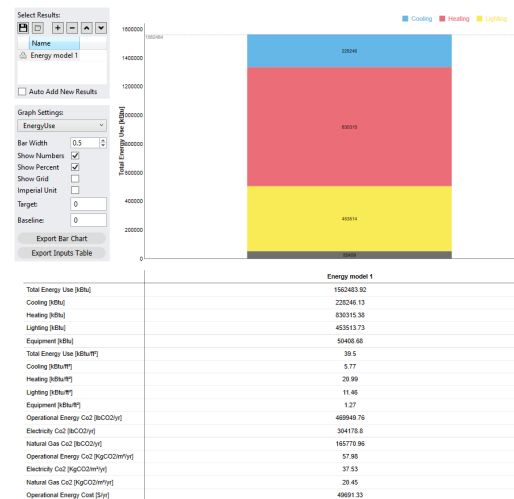 Select Results:
Name
Energy model 1
Auto Add New Results
Graph Settings:
EnergyUse
Bar Width 0.5
Show Numbers
Show Percent
Show Grid
Imperial Unit
Target: 0
Baseline: 0
Export Bar Chart
Export Inputs Table
Cooling Heating Lighting
Total Energy Use [kBtu]
1600000
1562484
1400000
1200000
1000000
800000
600000
400000
200000
0
228246
830315
453514
Energy model 1
Total Energy Use [kBtu] 1562483.92
Cooling [kBtu] 228246.13
Heating [kBtu] 830315.38
Lighting [kBtu] 453513.73
Equipment [kBtu] 50408.68
Total Energy Use [kBtu/ft²] 39.5
Cooling [kBtu/ft²] 5.77
Heating [kBtu/ft²] 20.99
Lighting [kBtu/ft²] 11.46
Equipment [kBtu/ft²] 1.27
Operational Energy Co2 [lbCO2/yr] 469949.76
Electricity Co2 [lbCO2/yr] 304178.8
Natural Gas Co2 [lbCO2/yr] 165770.96
Operational Energy Co2 [KgCO2/m²/yr] 57.98
Electricity Co2 [KgCO2/m²/yr] 37.53
Natural Gas Co2 [KgCO2/m²/yr] 20.45
Operational Energy Cost [$/yr] 49691.33